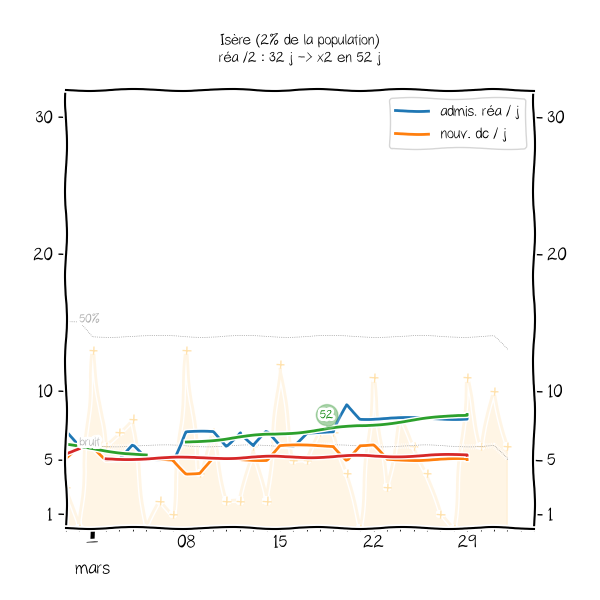 Isère (2% de la population)
réa /2 : 32 j -> x2 en 52 j
admis. réa / j
nouv. dc / j
30
30
20
20
50%
10
10
52
bruit
5
5
1
1
1
08
15
22
29
mars